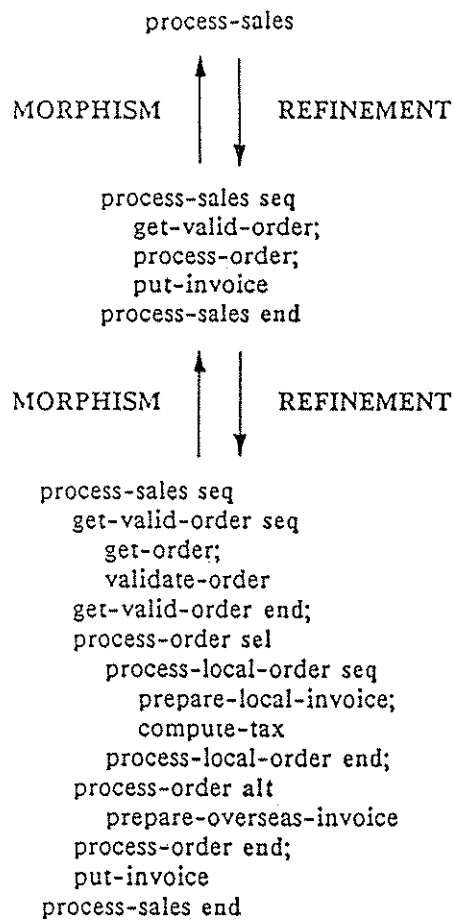 process-sales
MORPHISM REFINEMENT
process-sales seq
get-valid-order;
process-order;
put-invoice
process-sales end
MORPHISM REFINEMENT
process-sales seq
get-valid-order seq
get-order;
validate-order
get-valid-order end;
process-order sel
process-local-order seq
prepare-local-invoice;
compute-tax
process-local-order end;
process-order alt
prepare-overseas-invoice
process-order end;
put-invoice
process-sales end